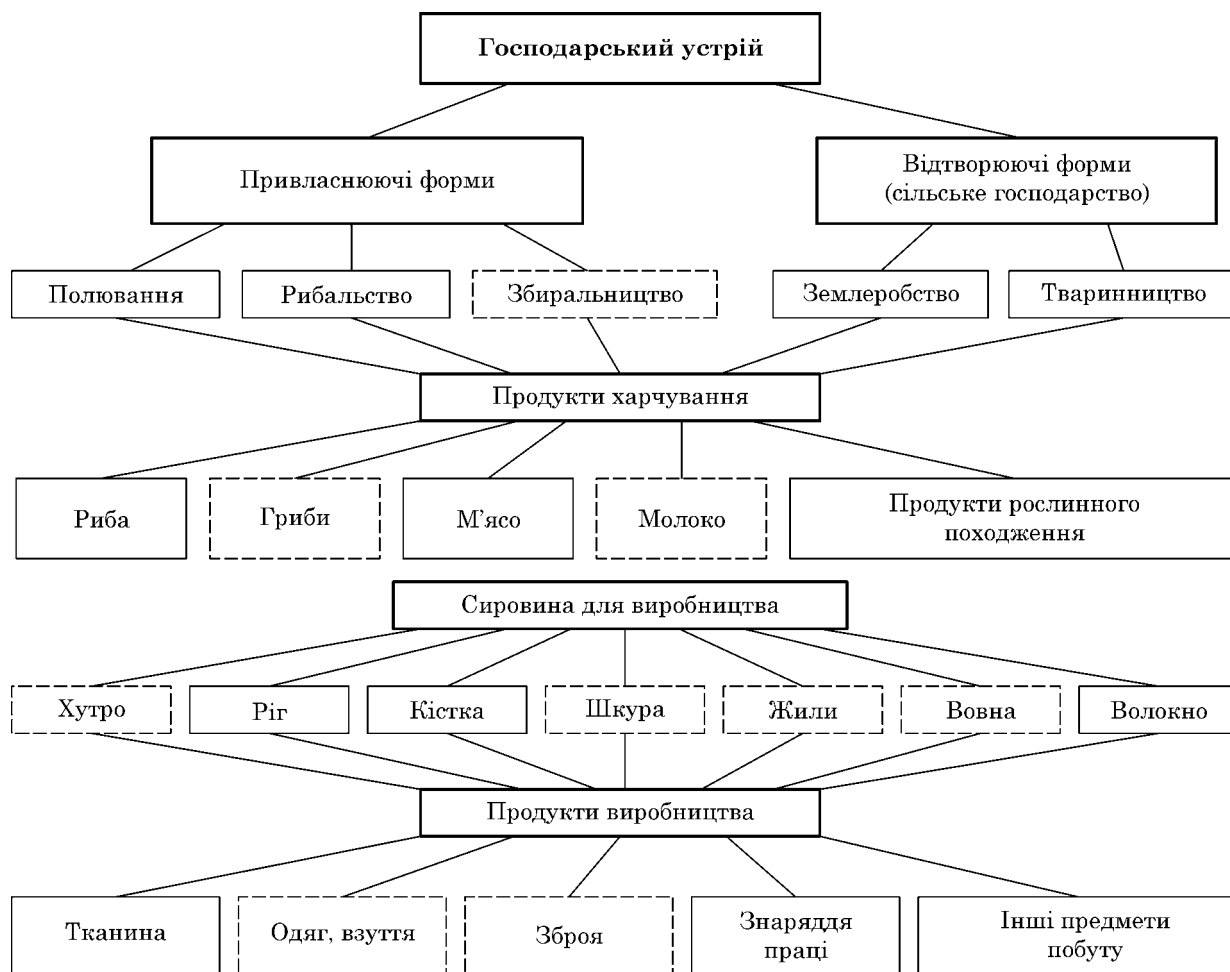 Господарський устрій
Привласнюючі форми
Відтворюючі форми
(сільське господарство)
Полювання
Рибальство
Збиральництво
Землеробство
Тваринництво
Продукти харчування
Риба
Гриби
М'ясо
Молоко
Продукти рослинного
походження
Сировина для виробництва
Хутро
Ріг
Кістка
Шкура
Жили
Вовна
Волокно
Продукти виробництва
Тканина
Одяг, взуття
Зброя
Знаряддя
праці
Інші предмети
побуту